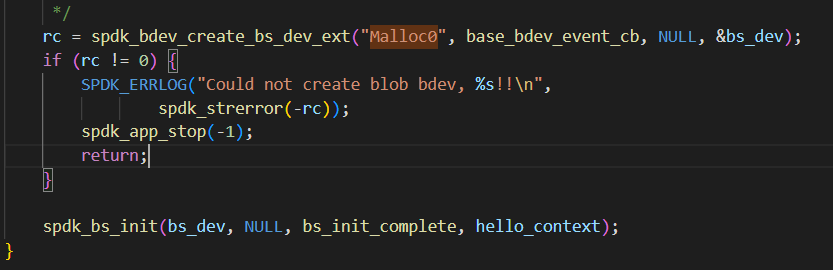 */
rc = spdk_bdev_create_bs_dev_ext("Malloc0", base_bdev_event_cb, NULL, &bs_dev);
if (rc != 0) {
SPDK_ERRLOG("Could not create blob bdev, %s!!\n",
spdk_strerror(-rc));
spdk_app_stop(-1);
return;
}
spdk_bs_init(bs_dev, NULL, bs_init_complete, hello_context);
}